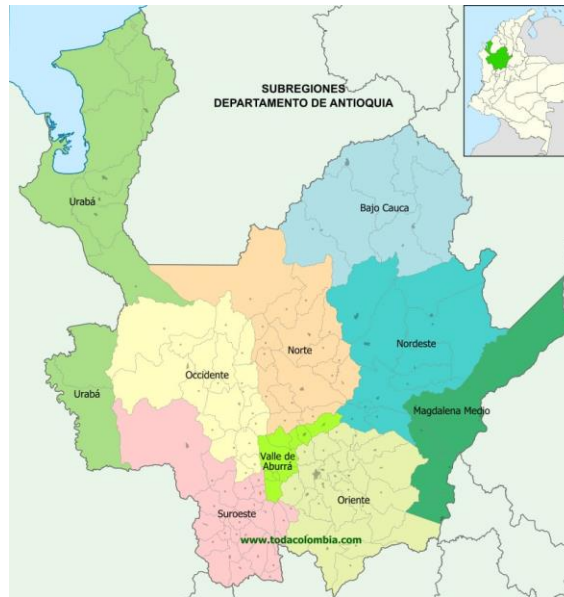 SUBREGIONES
DEPARTAMENTO DE ANTIOQUIA
Urabá
Bajo Cauca
Norte
Nordeste
Occidente
Urabá
Magdalena Medio
Valle de
Aburrá
Oriente
Suroeste
www.todacolombia.com